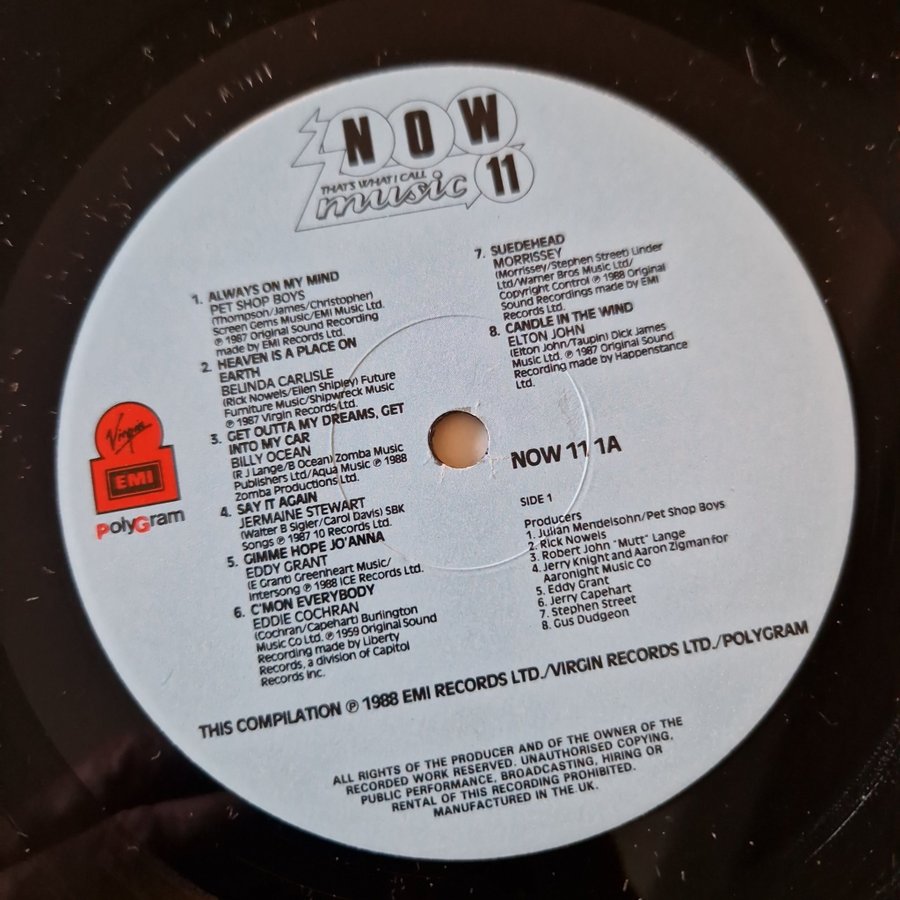 NOW
THAT'S WHAT I CALL
music 11
1. ALWAYS ON MY MIND
PET SHOP BOYS
(Thompson/James/Christopher)
Screen Gems Music/EMI Music Ltd.
℗ 1987 Original Sound Recording
made by EMI Records Ltd.
2. HEAVEN IS A PLACE ON
EARTH
BELINDA CARLISLE
(Rick Nowels/Ellen Shipley) Future
Furniture Music/Shipwreck Music
℗ 1987 Virgin Records Ltd.
3. GET OUTTA MY DREAMS, GET
INTO MY CAR
BILLY OCEAN
(R J Lange/B Ocean) Zomba Music
Publishers Ltd/Aqua Music ℗ 1988
Zomba Productions Ltd.
4. SAY IT AGAIN
JERMAINE STEWART
(Walter B Sigler/Carol Davis) SBK
Songs ℗ 1987 10 Records Ltd.
5. GIMME HOPE JO'ANNA
EDDY GRANT
(E Grant) Greenheart Music/
Intersong ℗ 1988 ICE Records Ltd.
6. C'MON EVERYBODY
EDDIE COCHRAN
(Cochran/Capehart) Burlington
Music Co Ltd. ℗ 1959 Original Sound
Recording made by Liberty
Records, a division of Capitol
Records Inc.
7. SUEDEHEAD
MORRISSEY
(Morrissey/Stephen Street) Linder
Ltd/Warner Bros Music Ltd/
Copyright Control ℗ 1988 Original
Sound Recordings made by EMI
Records Ltd.
8. CANDLE IN THE WIND
ELTON JOHN
(Elton John/Taupin) Dick James
Music Ltd. ℗ 1987 Original Sound
Recording made by Happenstance
Ltd.
Virgin
EMI
PolyGram
NOW 11 1A
SIDE 1
Producers
1. Julian Mendelsohn/Pet Shop Boys
2. Rick Nowels
3. Robert John "Mutt" Lange
4. Jerry Knight and Aaron Zigman for
Aaronight Music Co
5. Eddy Grant
6. Jerry Capehart
7. Stephen Street
8. Gus Dudgeon
THIS COMPILATION ℗ 1988 EMI RECORDS LTD./VIRGIN RECORDS LTD./POLYGRAM
ALL RIGHTS OF THE PRODUCER AND OF THE OWNER OF THE
RECORDED WORK RESERVED. UNAUTHORISED COPYING,
PUBLIC PERFORMANCE, BROADCASTING, HIRING OR
RENTAL OF THIS RECORDING PROHIBITED.
MANUFACTURED IN THE UK.